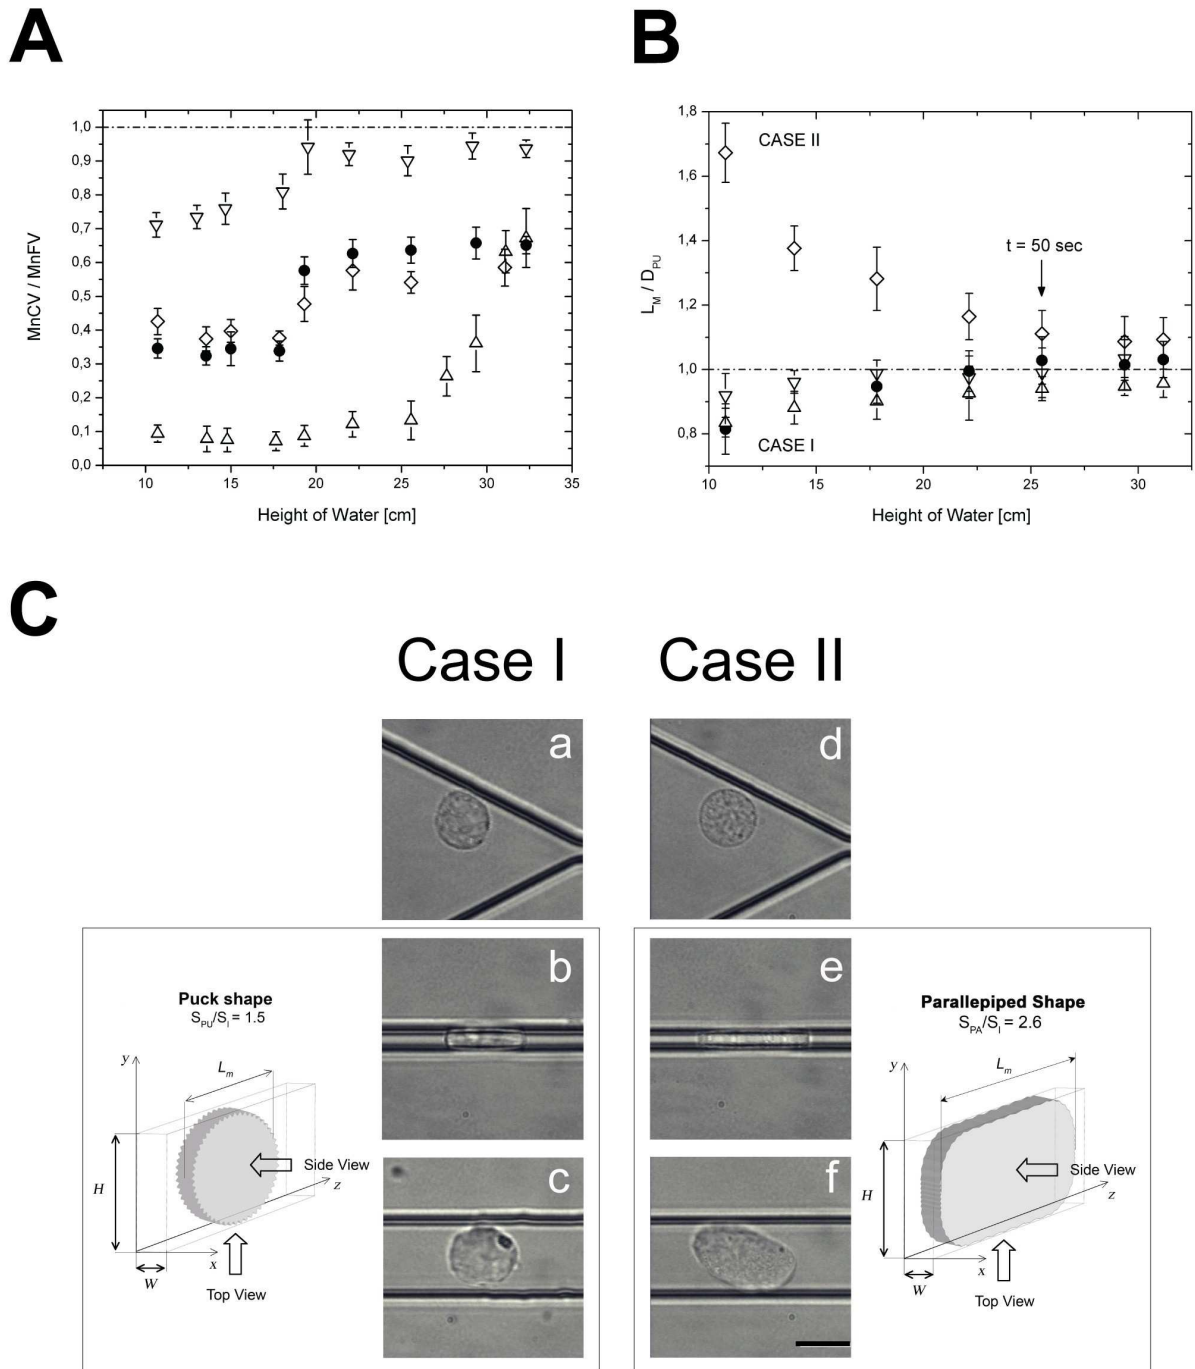 A
B
1,0
0,9
0,8
0,7
0,6
0,5
0,4
0,3
0,2
0,1
0,0
MnCV / MnFV
10 15 20 25 30 35
Height of Water [cm]
1,8
1,6
1,4
1,2
1,0
0,8
L_M / D_PU
CASE II
t = 50 sec
CASE I
10 15 20 25 30
Height of Water [cm]
C
Case I Case II
a
d
b
e
c
f
Puck shape
S_PU/S_I = 1.5
y
L_m
H
Side View
z
x
W
Top View
Parallepiped Shape
S_PA/S_I = 2.6
y
L_m
H
Side View
z
x
W
Top View